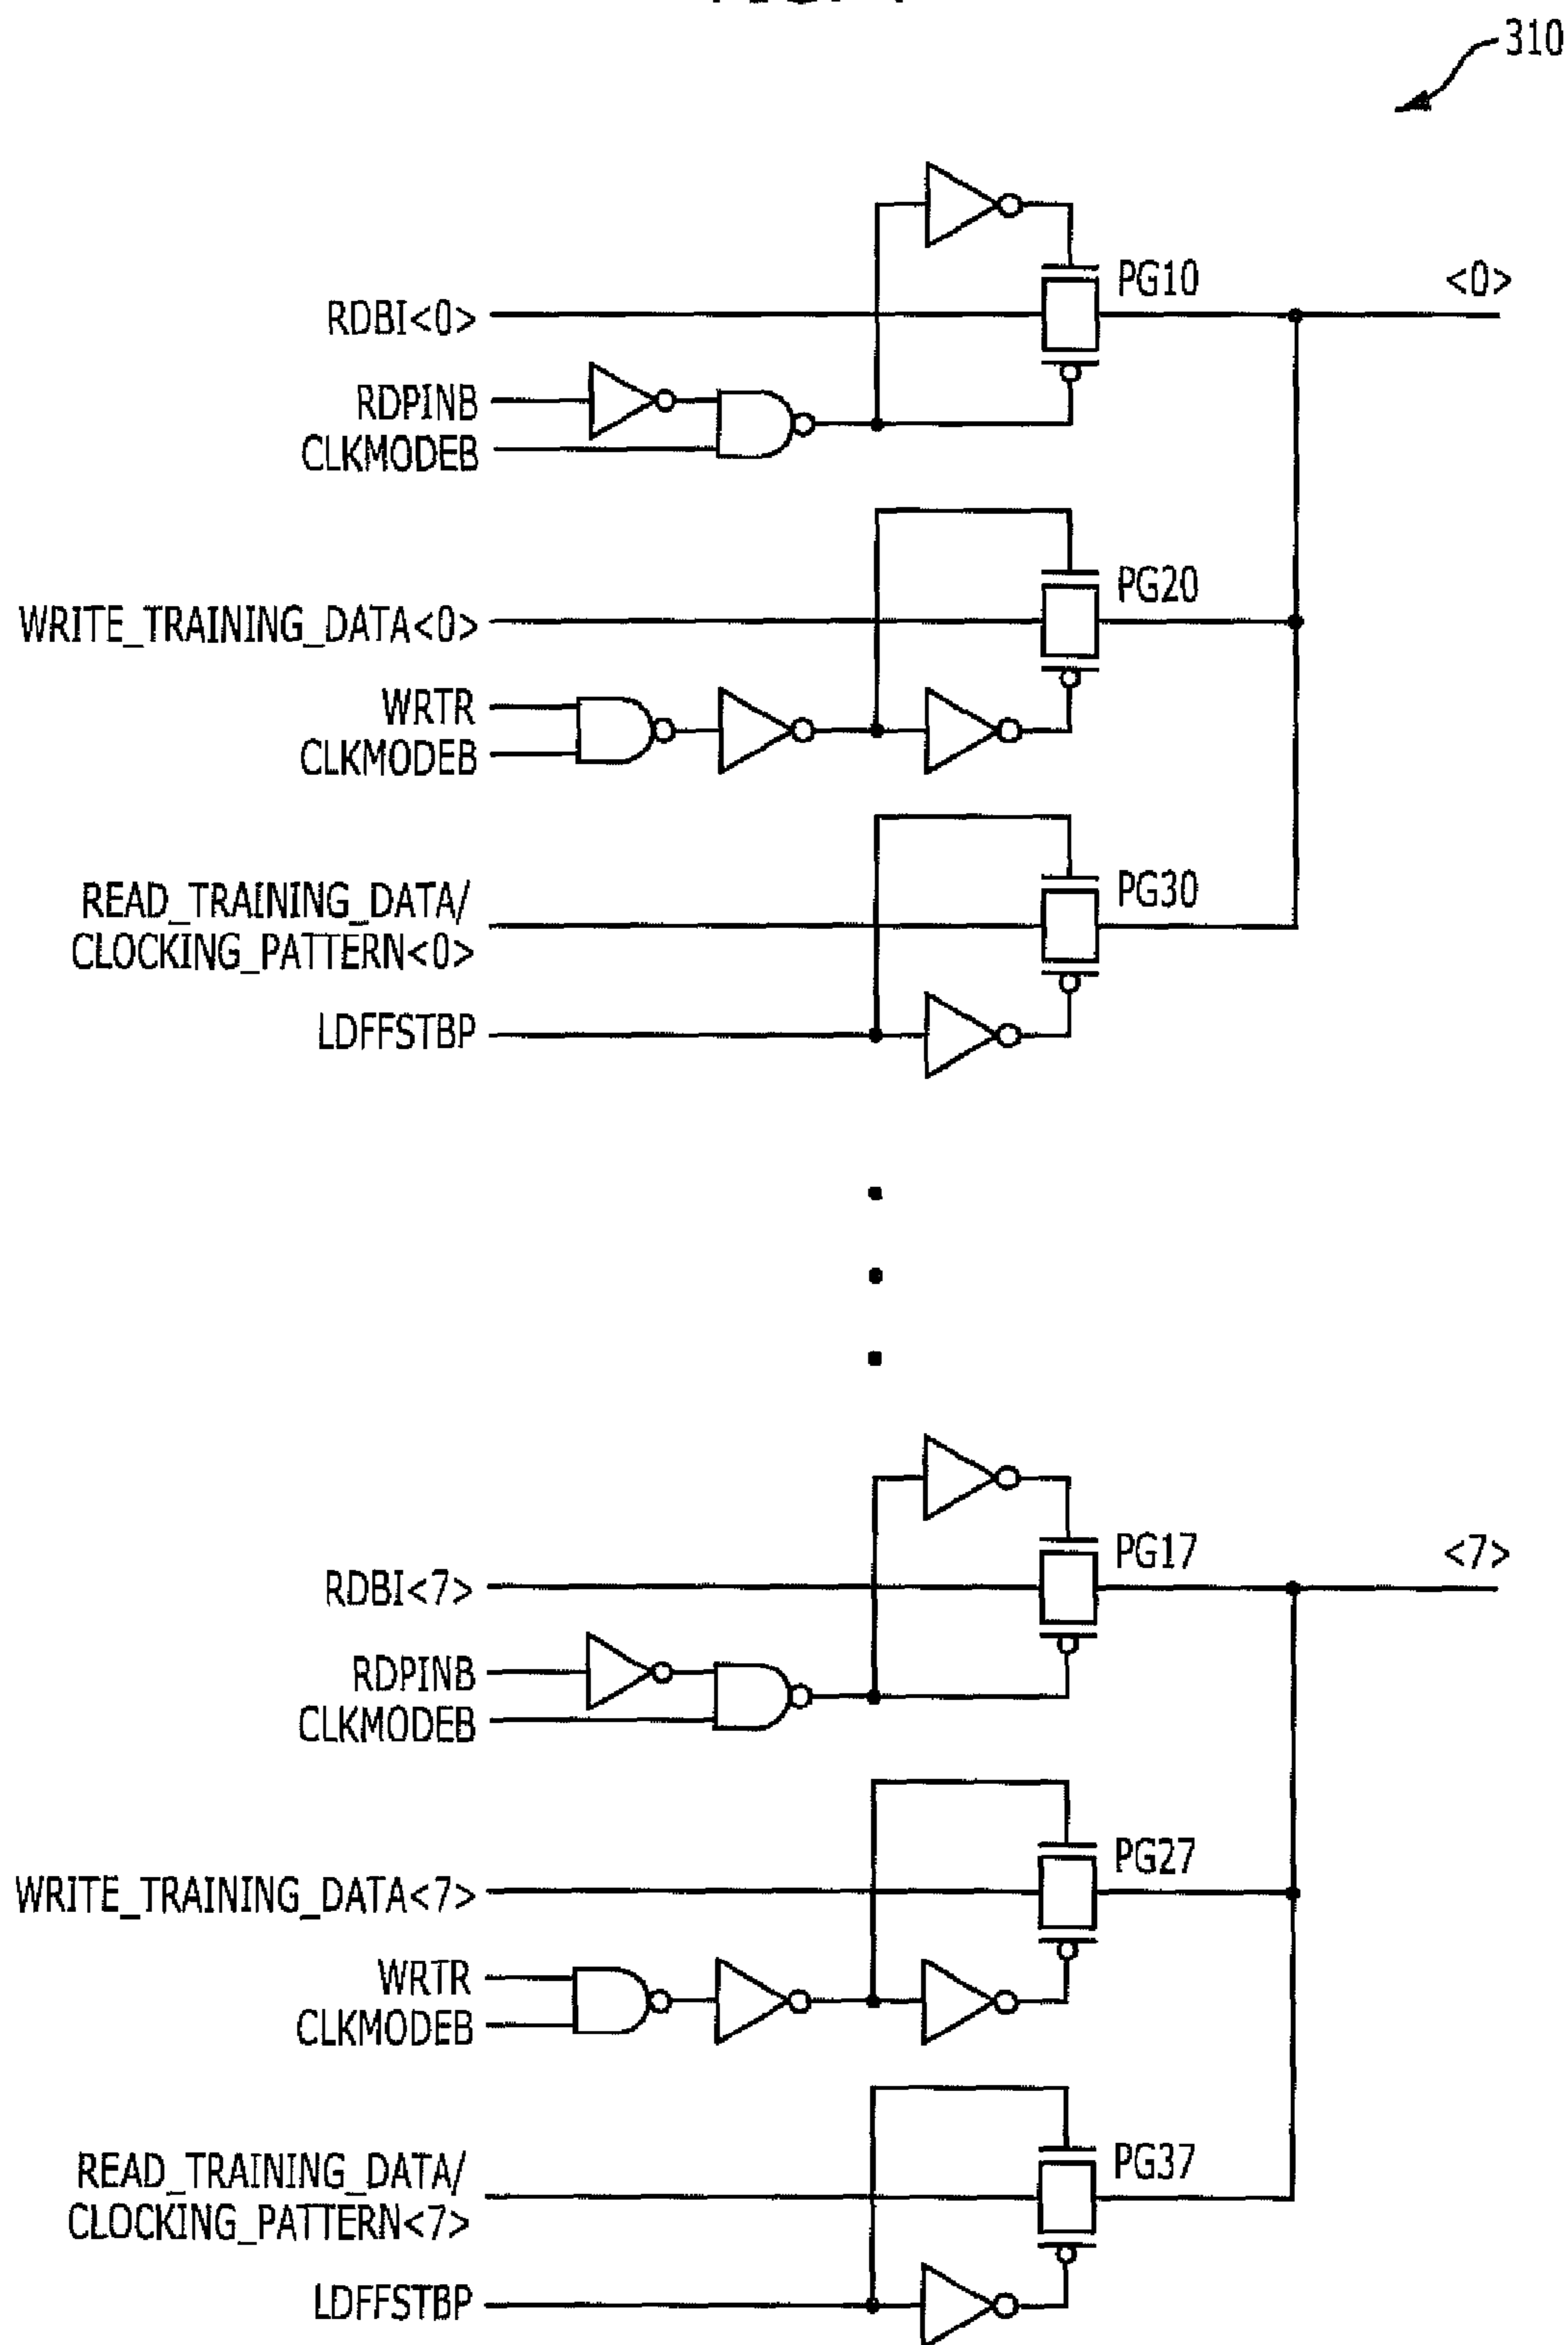 310
PG10
<0>
RDBI<0>
RDPINB
CLKMODEB
PG20
WRITE_TRAINING_DATA<0>
WRTR
CLKMODEB
PG30
READ_TRAINING_DATA/
CLOCKING_PATTERN<0>
LDFFSTBP
PG17
<7>
RDBI<7>
RDPINB
CLKMODEB
PG27
WRITE_TRAINING_DATA<7>
WRTR
CLKMODEB
PG37
READ_TRAINING_DATA/
CLOCKING_PATTERN<7>
LDFFSTBP